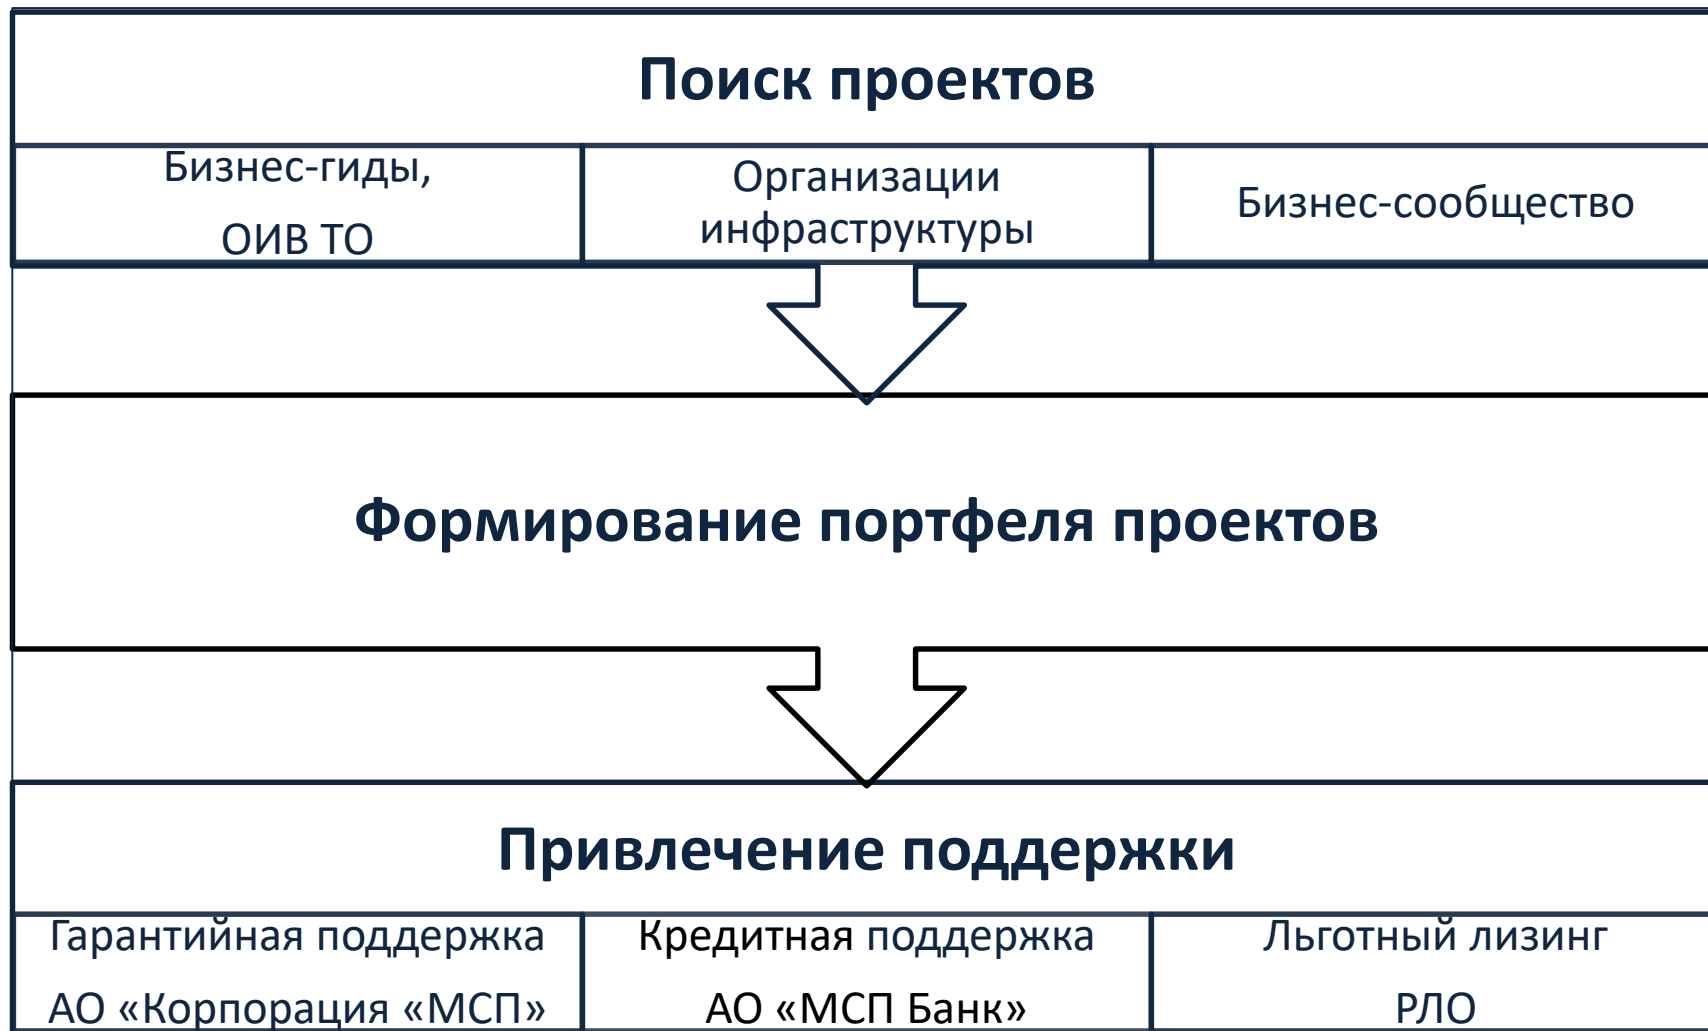 Поиск проектов
Бизнес-гиды,
ОИВ ТО
Организации
инфраструктуры
Бизнес-сообщество
Формирование портфеля проектов
Привлечение поддержки
Гарантийная поддержка
АО «Корпорация «МСП»
Кредитная поддержка
АО «МСП Банк»
Льготный лизинг
РЛО